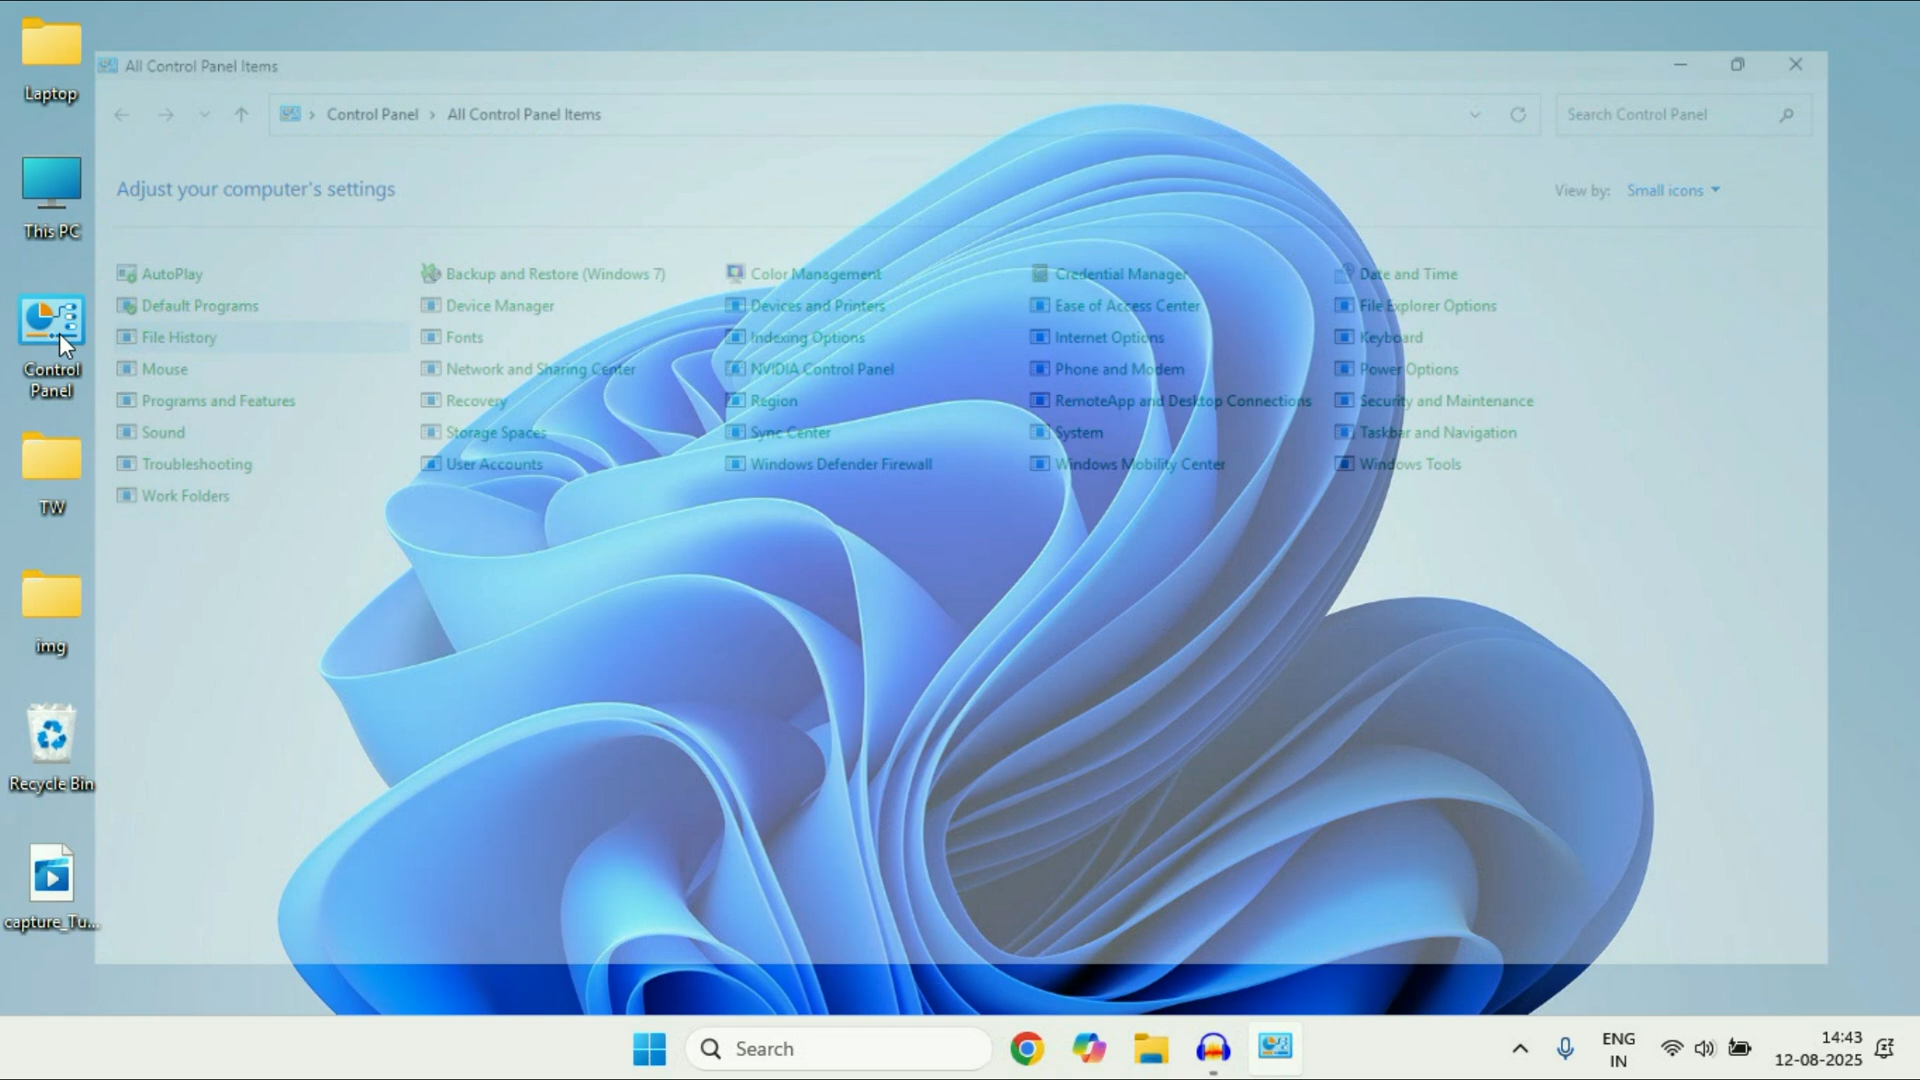 Laptop
This PC
Control
Panel
TW
img
Recycle Bin
capture_Tu...
All Control Panel Items
Control Panel
All Control Panel Items
Search Control Panel
Adjust your computer's settings
View by:
Small icons
AutoPlay
Backup and Restore (Windows 7)
Color Management
Credential Manager
Date and Time
Default Programs
Device Manager
Devices and Printers
Ease of Access Center
File Explorer Options
File History
Fonts
Indexing Options
Internet Options
Keyboard
Mouse
Network and Sharing Center
NVIDIA Control Panel
Phone and Modem
Power Options
Programs and Features
Recovery
Region
RemoteApp and Desktop Connections
Security and Maintenance
Sound
Storage Spaces
Sync Center
System
Taskbar and Navigation
Troubleshooting
User Accounts
Windows Defender Firewall
Windows Mobility Center
Windows Tools
Work Folders
Search
ENG
IN
14:43
12-08-2025